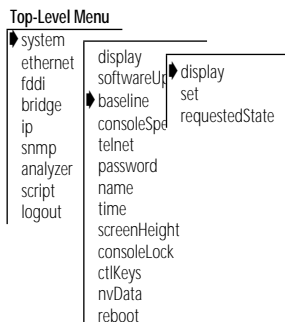 Top-Level Menu
system
ethernet
fddi
bridge
ip
snmp
analyzer
script
logout
display
softwareUp
baseline
consoleSpe
telnet
password
name
time
screenHeight
consoleLock
ctlKeys
nvData
reboot
display
set
requestedState